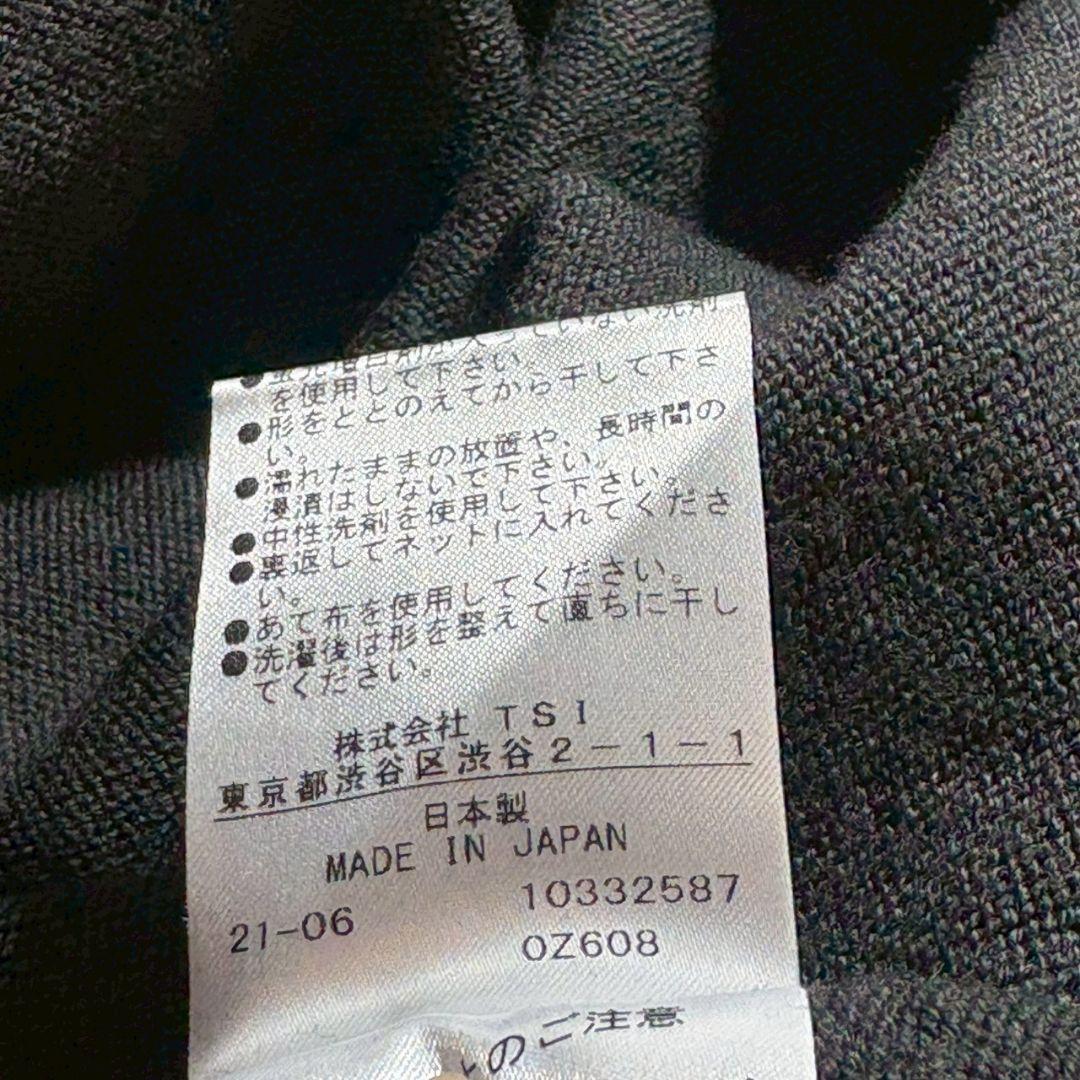 を使用して下さい。
● 形をととのえてから干して下さ
い。
● 濡れたままの放置や、長時間の
浸漬はしないで下さい。
● 中性洗剤を使用して下さい。
● 裏返してネットに入れてくださ
い。
● あて布を使用してください。
● 洗濯後は形を整えて直ちに干し
てください。
株式会社 TSI
東京都渋谷区渋谷2-1-1
日本製
MADE IN JAPAN
10332587
21-06
0Z608
いのご注意